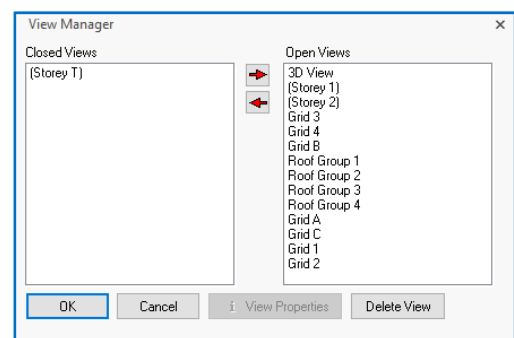 View Manager
Closed Views
(Storey T)
Open Views
3D View
(Storey 1)
(Storey 2)
Grid 3
Grid 4
Grid B
Roof Group 1
Roof Group 2
Roof Group 3
Roof Group 4
Grid A
Grid C
Grid 1
Grid 2
OK
Cancel
i View Properties
Delete View